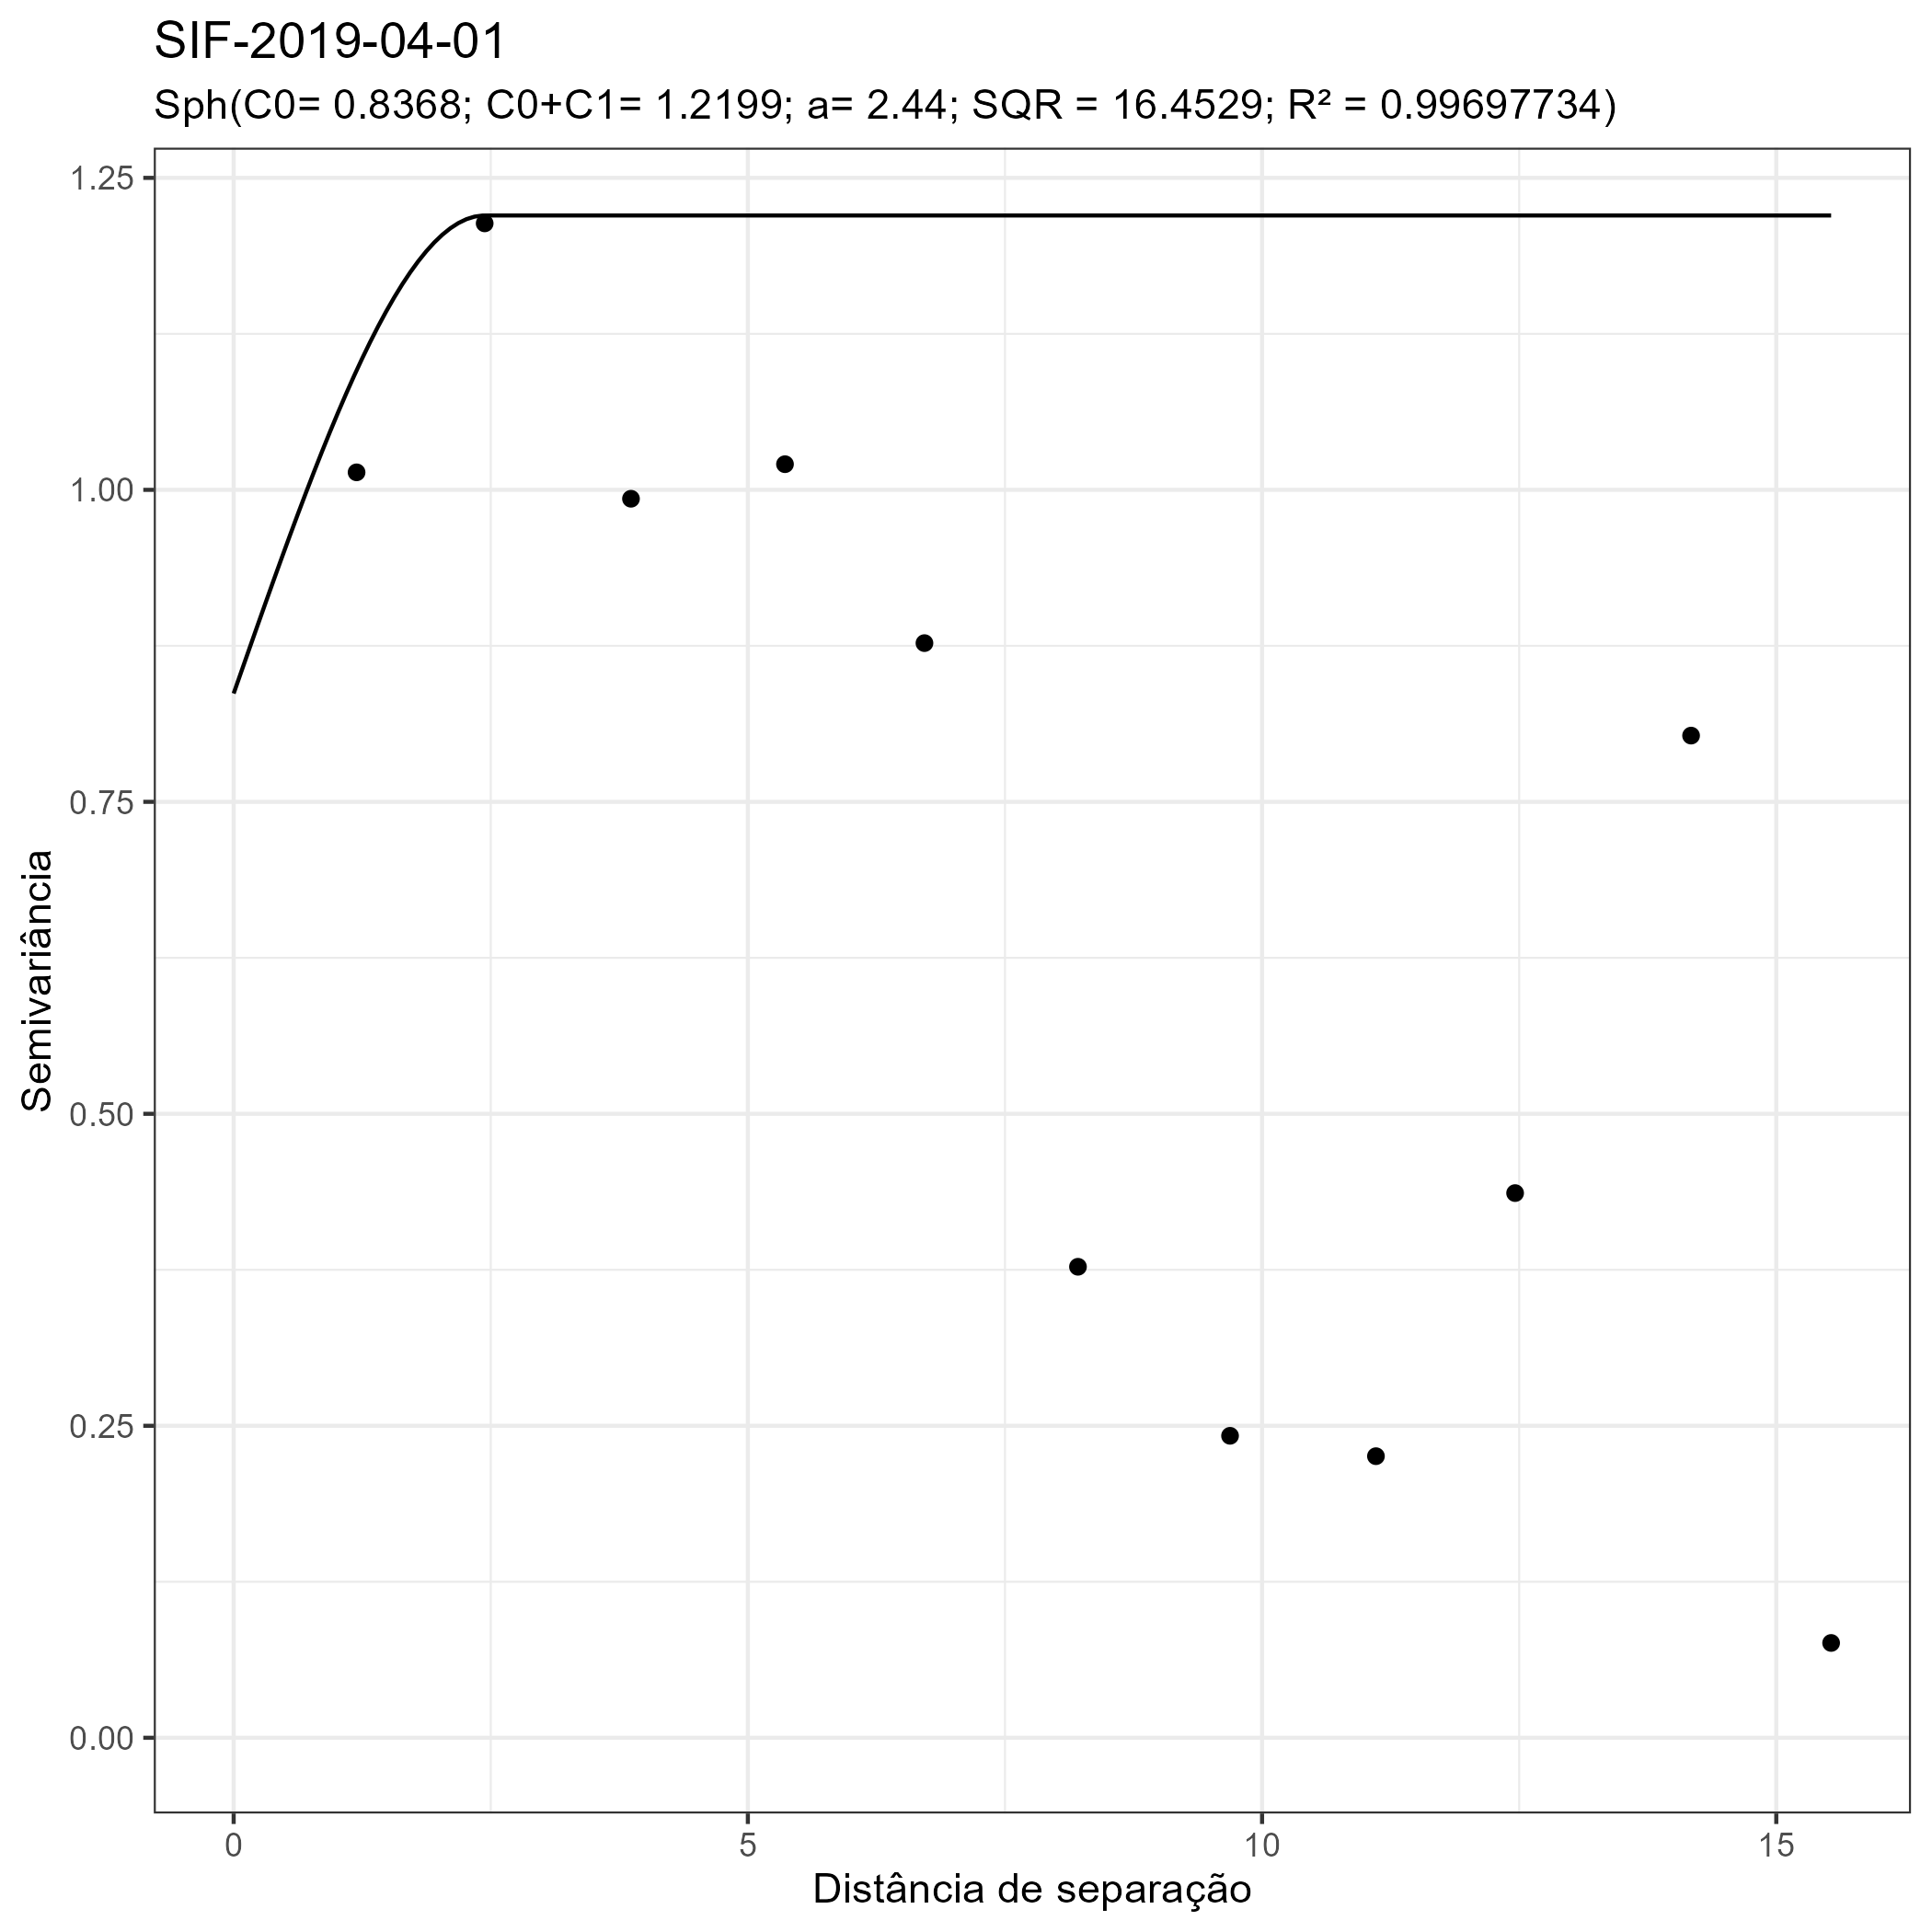 SIF-2019-04-01
Sph(C0= 0.8368; C0+C1= 1.2199; a= 2.44; SQR = 16.4529; R² = 0.99697734)
1.25
1.00
0.75
0.50
0.25
0.00
Semivariância
0 5 10 15
Distância de separação